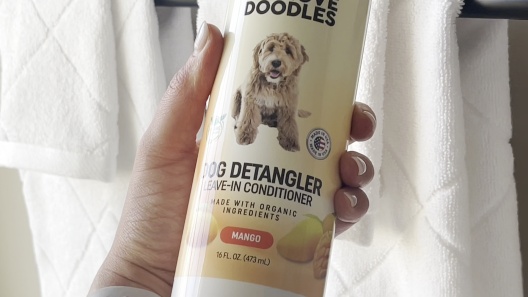 DOODLES
DOG DETANGLER
LEAVE-IN CONDITIONER
MADE WITH ORGANIC
INGREDIENTS
MANGO
16 FL. OZ. (473 mL)